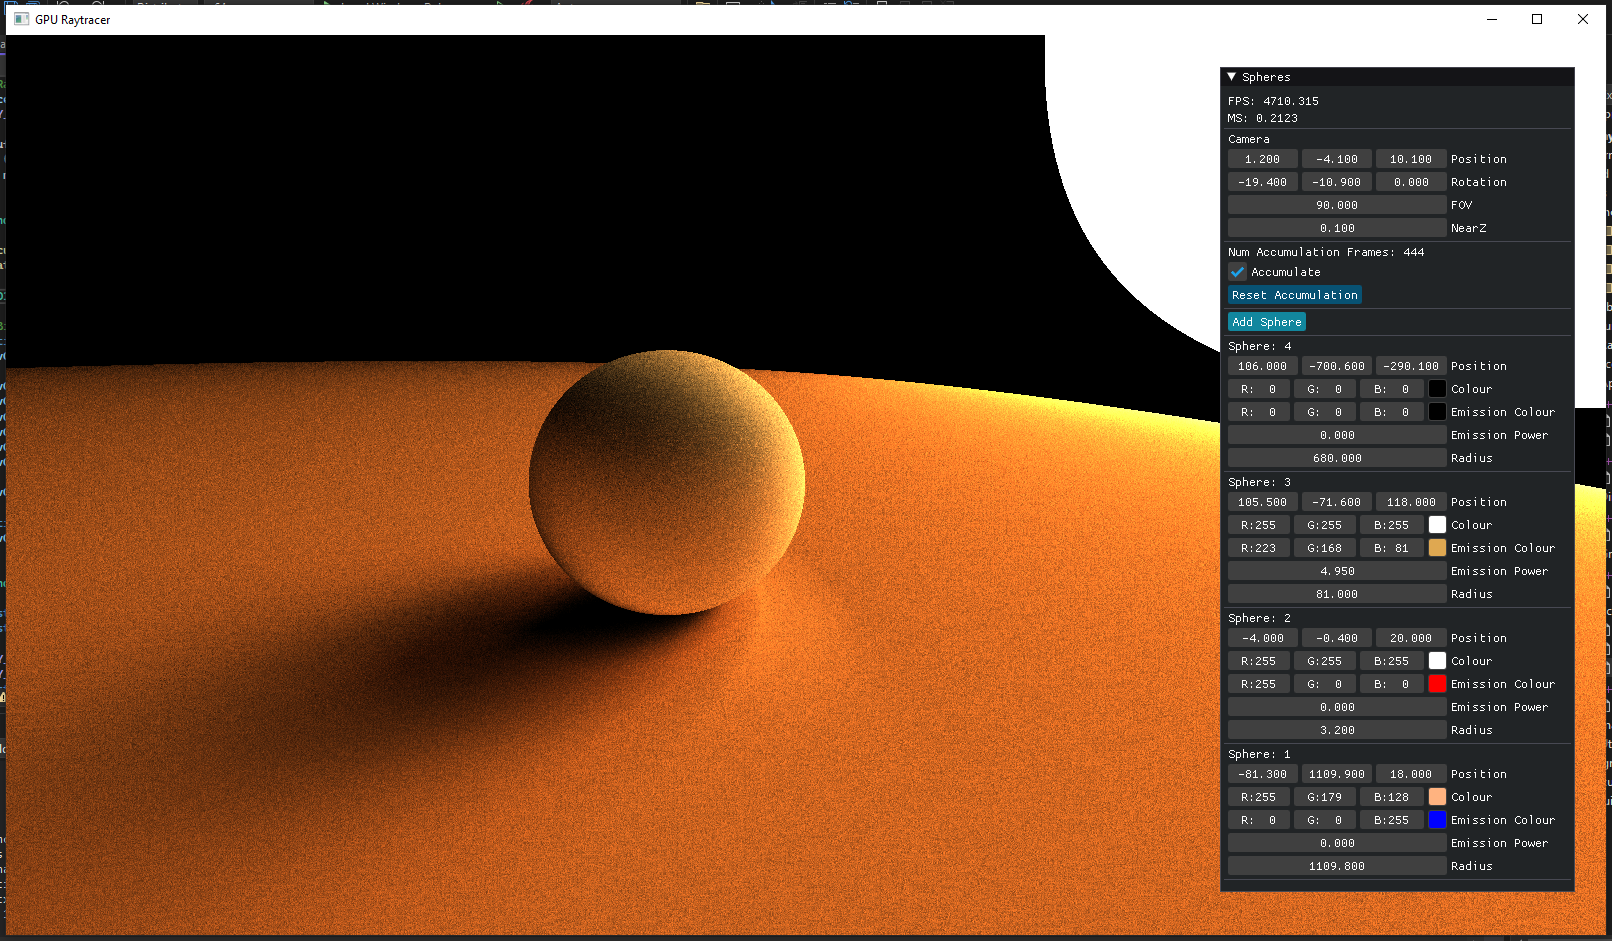 GPU Raytracer
Spheres
FPS: 4710.315
MS: 0.2123
Camera
1.200 -4.100 10.100 Position
-19.400 -10.900 0.000 Rotation
90.000 FOV
0.100 NearZ
Num Accumulation Frames: 444
Accumulate
Reset Accumulation
Add Sphere
Sphere: 4
106.000 -700.600 -290.100 Position
R: 0 G: 0 B: 0 Colour
R: 0 G: 0 B: 0 Emission Colour
0.000 Emission Power
680.000 Radius
Sphere: 3
105.500 -71.600 118.000 Position
R:255 G:255 B:255 Colour
R:223 G:168 B: 81 Emission Colour
4.950 Emission Power
81.000 Radius
Sphere: 2
-4.000 -0.400 20.000 Position
R:255 G:255 B:255 Colour
R:255 G: 0 B: 0 Emission Colour
0.000 Emission Power
3.200 Radius
Sphere: 1
-81.300 1109.900 18.000 Position
R:255 G:179 B:128 Colour
R: 0 G: 0 B:255 Emission Colour
0.000 Emission Power
1109.800 Radius